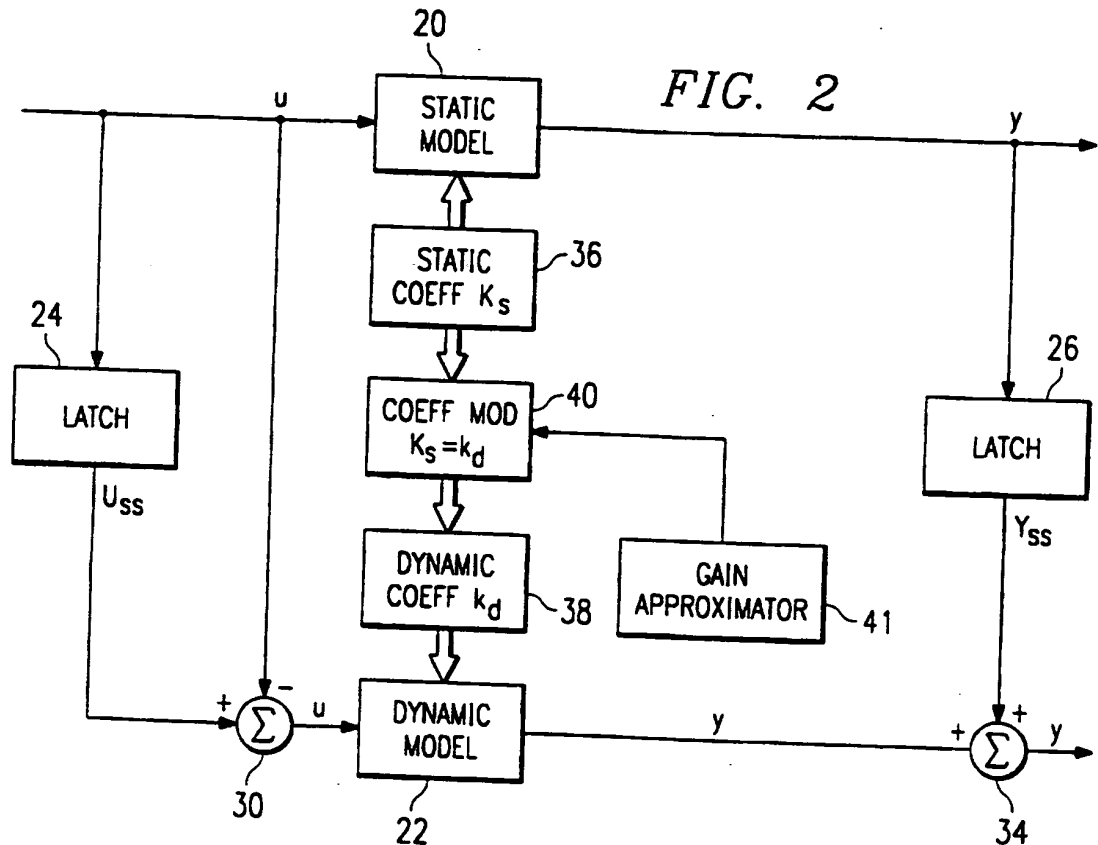 20
FIG. 2
u
STATIC
MODEL
y
STATIC
COEFF Ks
36
24
LATCH
COEFF MOD
Ks=kd
40
26
LATCH
Uss
Yss
DYNAMIC
COEFF kd
38
GAIN
APPROXIMATOR
41
+
-
Σ
u
30
DYNAMIC
MODEL
22
y
+
+
Σ
y
34